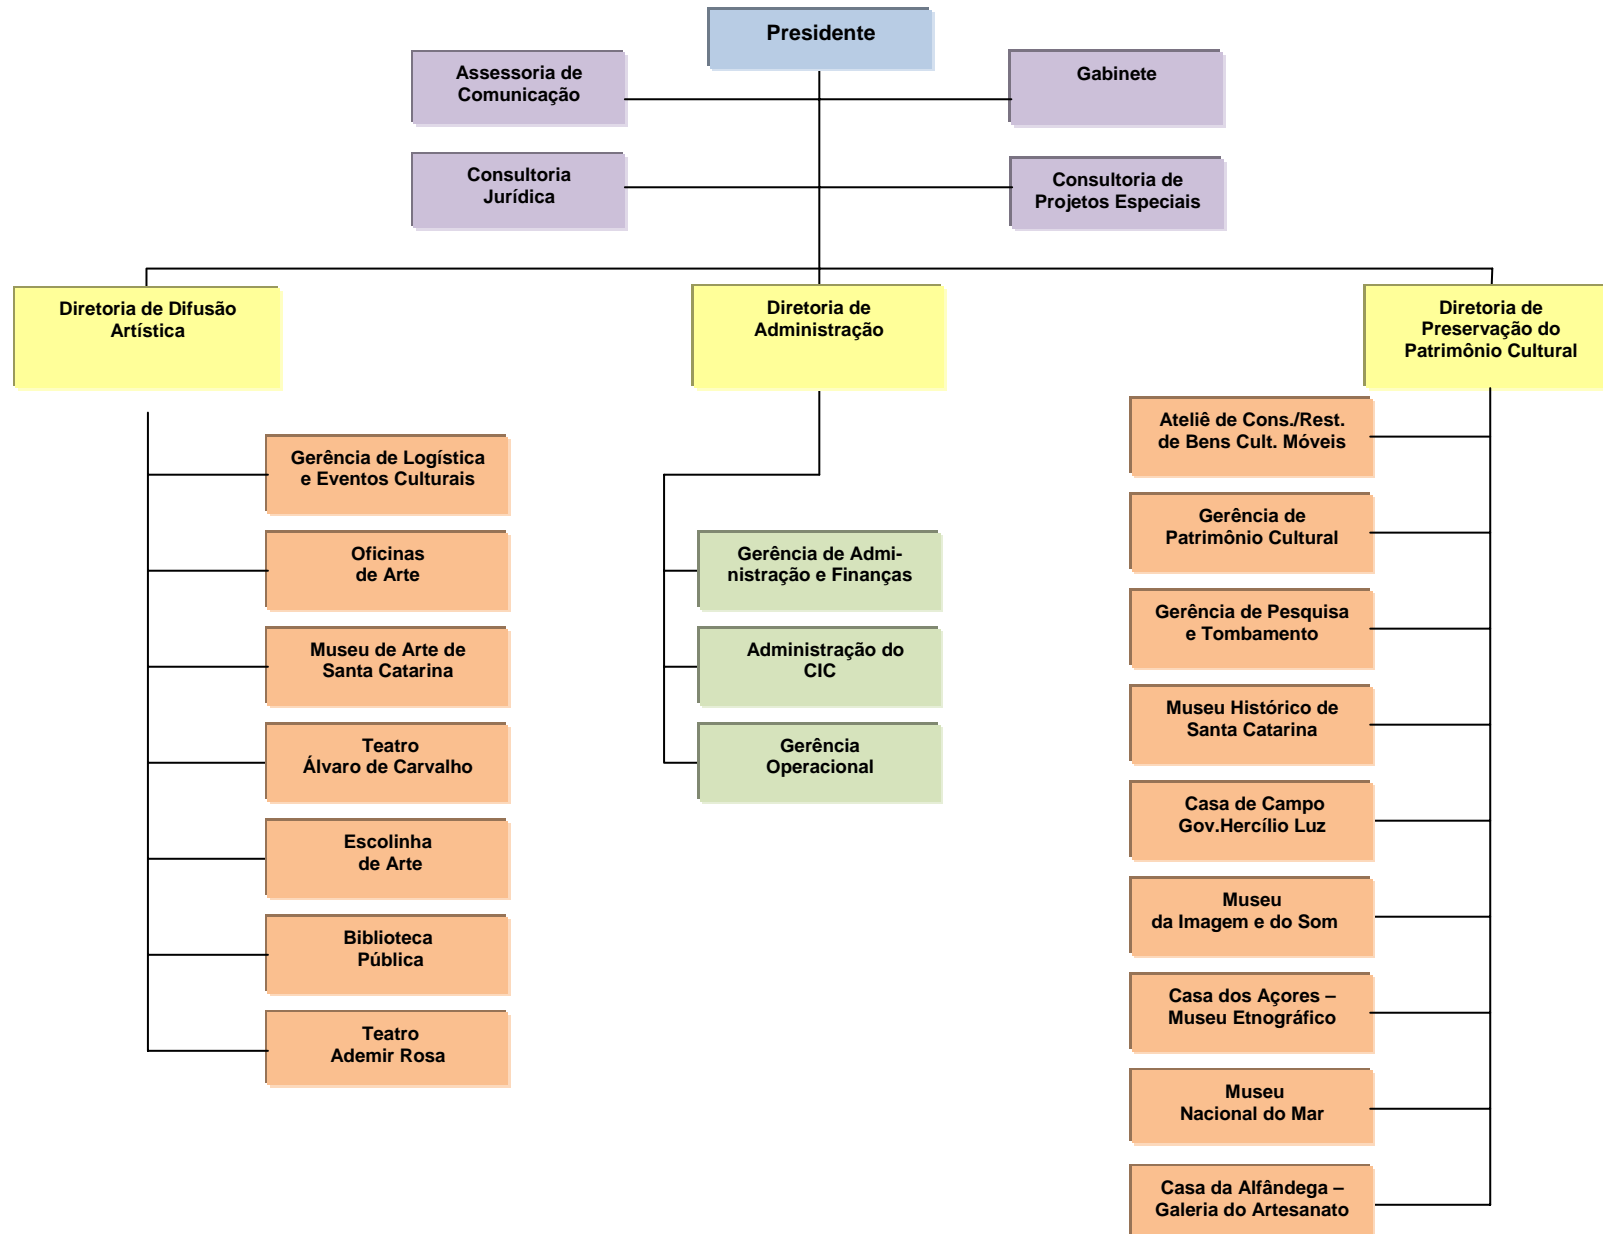 Presidente
Assessoria de
Comunicação
Gabinete
Consultoria
Jurídica
Consultoria de
Projetos Especiais
Diretoria de Difusão
Artística
Diretoria de
Administração
Diretoria de
Preservação do
Patrimônio Cultural
Gerência de Logística
e Eventos Culturais
Oficinas
de Arte
Museu de Arte de
Santa Catarina
Teatro
Álvaro de Carvalho
Escolinha
de Arte
Biblioteca
Pública
Teatro
Ademir Rosa
Gerência de Admi-
nistração e Finanças
Administração do
CIC
Gerência
Operacional
Ateliê de Cons./Rest.
de Bens Cult. Móveis
Gerência de
Patrimônio Cultural
Gerência de Pesquisa
e Tombamento
Museu Histórico de
Santa Catarina
Casa de Campo
Gov.Hercílio Luz
Museu
da Imagem e do Som
Casa dos Açores –
Museu Etnográfico
Museu
Nacional do Mar
Casa da Alfândega –
Galeria do Artesanato